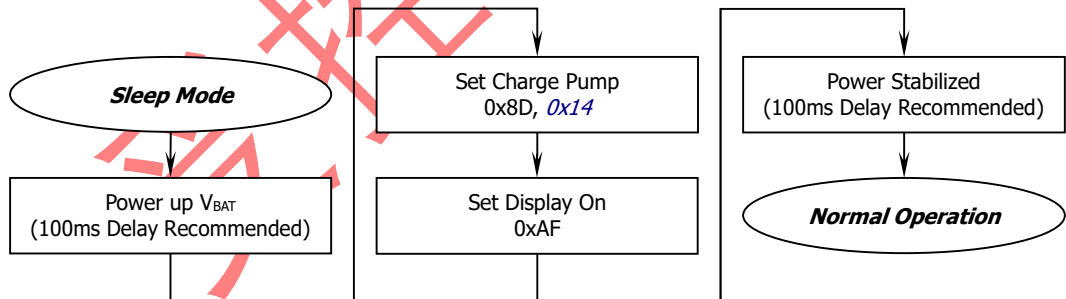 Sleep Mode
Power up VBAT
(100ms Delay Recommended)
Set Charge Pump
0x8D, 0x14
Set Display On
0xAF
Power Stabilized
(100ms Delay Recommended)
Normal Operation